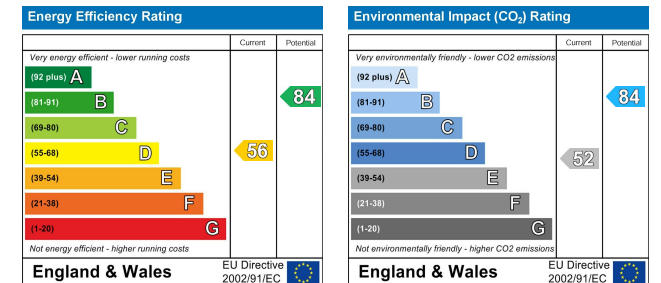 Energy Efficiency Rating
Current Potential
Very energy efficient - lower running costs
(92 plus) A
(81-91) B
84
(69-80) C
(55-68) D
56
(39-54) E
(21-38) F
(1-20) G
Not energy efficient - higher running costs
England & Wales
EU Directive
2002/91/EC
Environmental Impact (CO₂) Rating
Current Potential
Very environmentally friendly - lower CO2 emissions
(92 plus) A
(81-91) B
84
(69-80) C
(55-68) D
52
(39-54) E
(21-38) F
(1-20) G
Not environmentally friendly - higher CO2 emissions
England & Wales
EU Directive
2002/91/EC